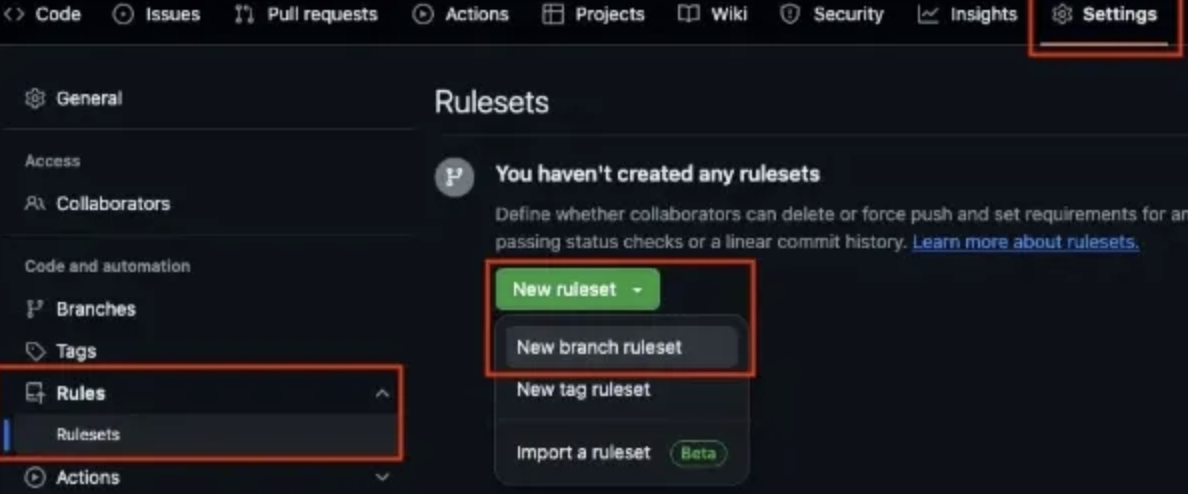 Code Issues Pull requests Actions Projects Wiki Security Insights Settings
General
Access
Collaborators
Code and automation
Branches
Tags
Rules
Rulesets
Actions
Rulesets
You haven't created any rulesets
Define whether collaborators can delete or force push and set requirements for
passing status checks or a linear commit history. Learn more about rulesets.
New ruleset
New branch ruleset
New tag ruleset
Import a ruleset Beta